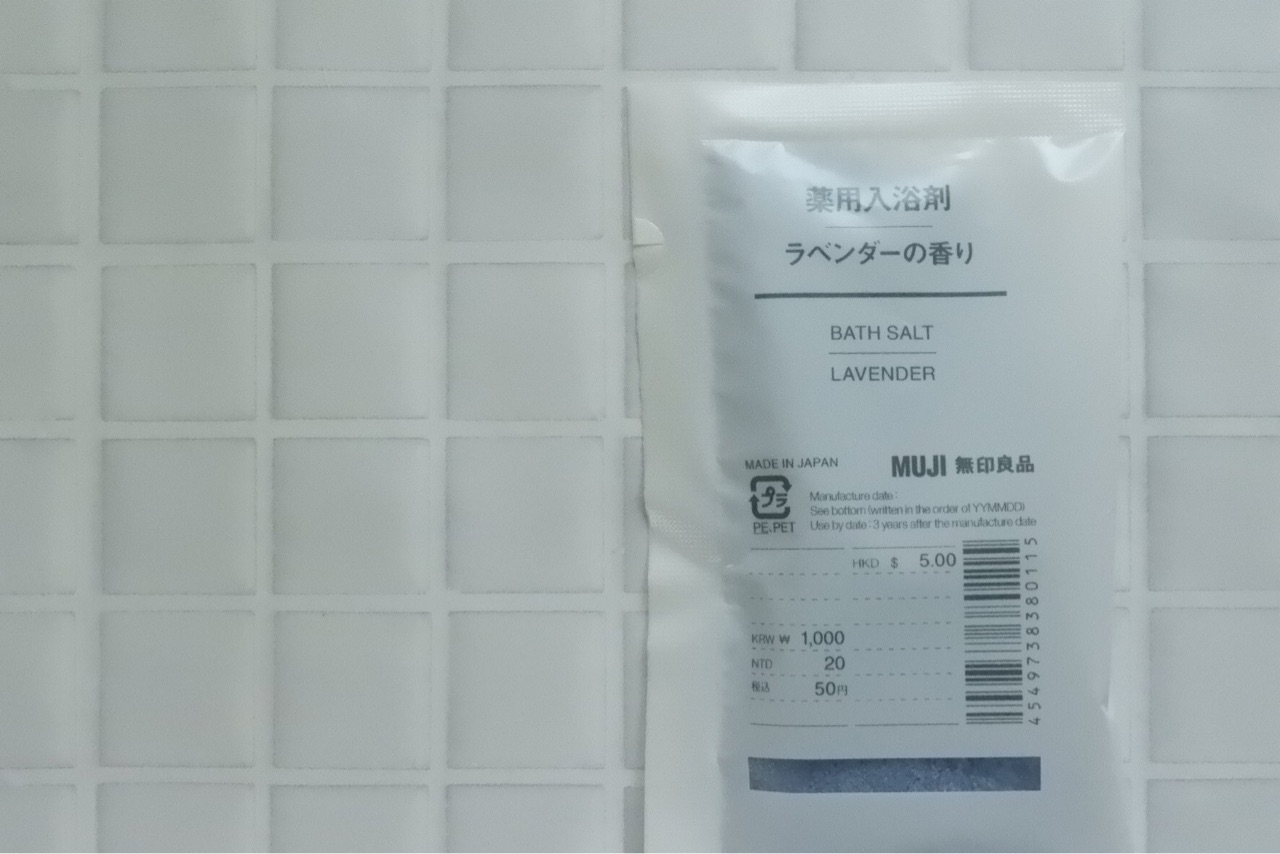 薬用入浴剤
ラベンダーの香り
BATH SALT
LAVENDER
MADE IN JAPAN
MUJI 無印良品
プラ
PE、PET
Manufacture date :
See bottom (written in the order of YYMMDD)
Use by date : 3 years after the manufacture date
HKD $ 5.00
KRW ₩ 1,000
NTD 20
税込 50円
4549738380115